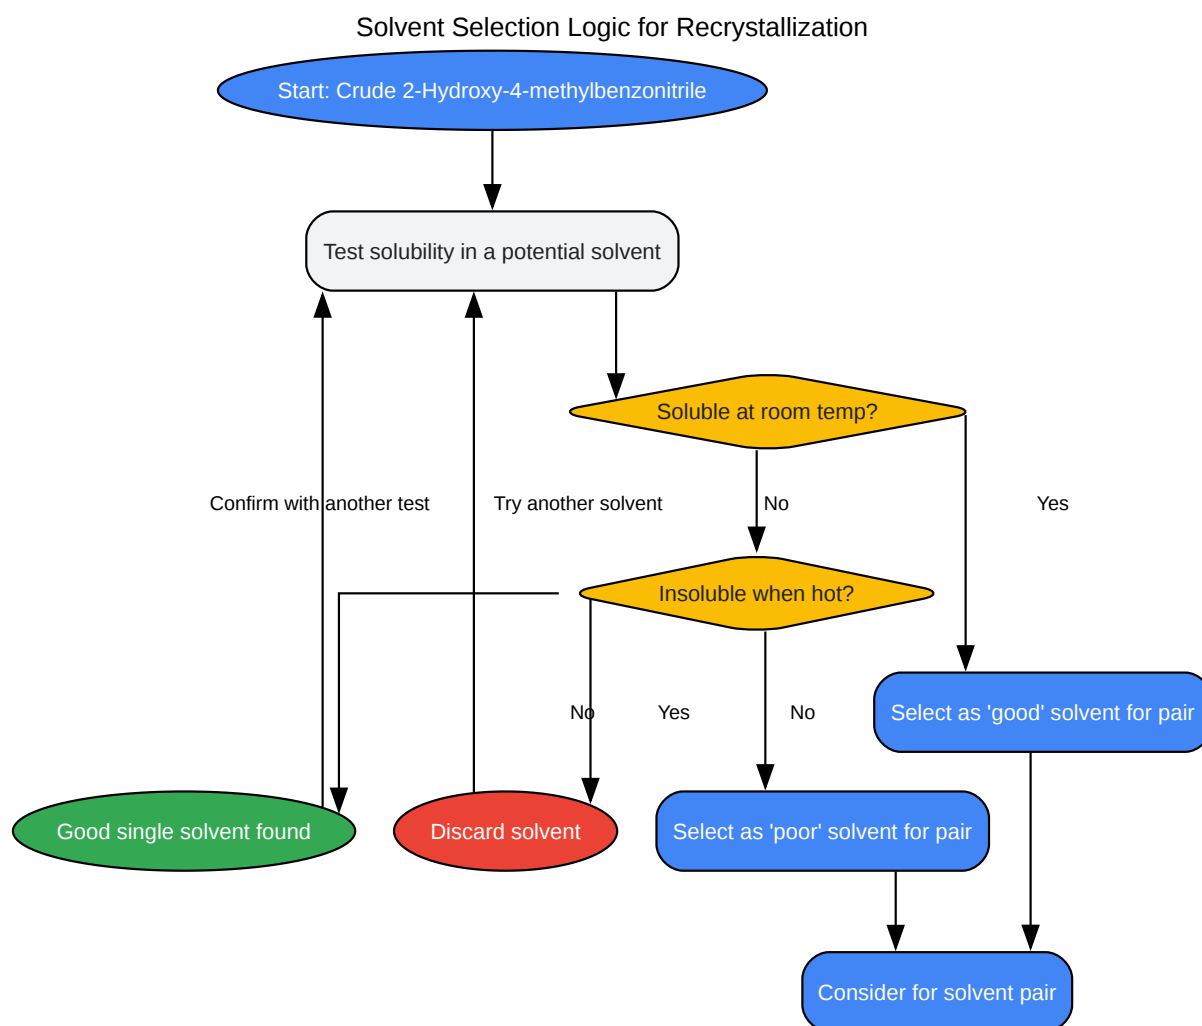 Solvent Selection Logic for Recrystallization
Start: Crude 2-Hydroxy-4-methylbenzonitrile
Test solubility in a potential solvent
Soluble at room temp?
Confirm with another test
Try another solvent
No
Yes
Insoluble when hot?
No
Yes
No
Select as 'good' solvent for pair
Good single solvent found
Discard solvent
Select as 'poor' solvent for pair
Consider for solvent pair